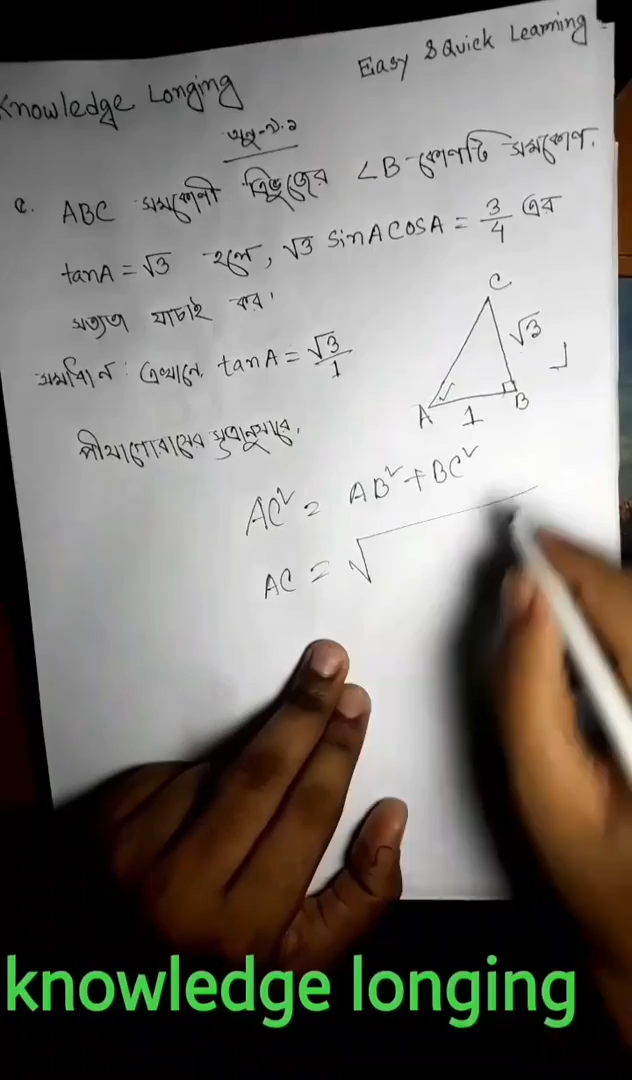 Knowledge Longing
Easy & Quick Learning
অনু-৯.১
৫. ABC সমকোণী ত্রিভুজের ∠B-কোণটি সমকোণ.
tanA = √3 হলে, √3 sinA cosA = 3/4 এর
সত্যতা যাচাই কর।
সমাধান: এখানে, tanA = √3/1
পীথাগোরাসের সূত্রানুসারে,
C
√3
A
1
B
AC² = AB² + BC²
AC = √
knowledge longing